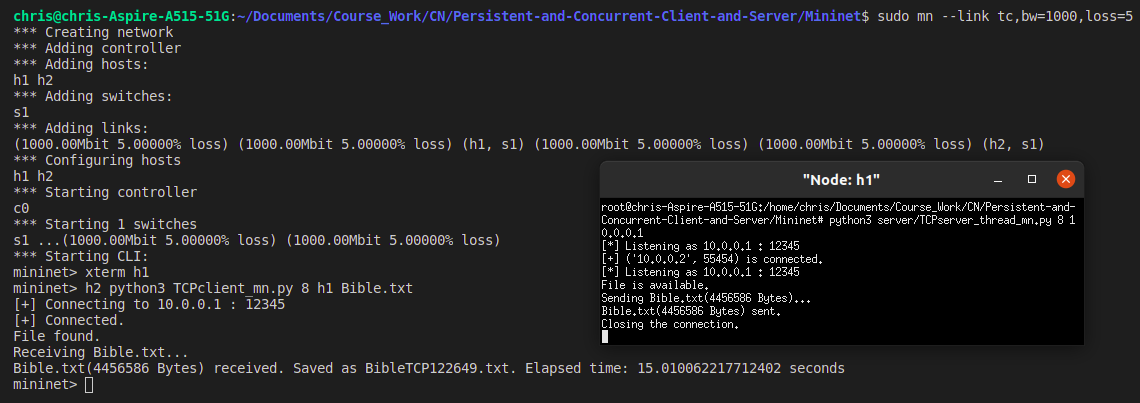 chris@chris-Aspire-A515-51G:~/Documents/Course_Work/CN/Persistent-and-Concurrent-Client-and-Server/Mininet$ sudo mn --link tc,bw=1000,loss=5
*** Creating network
*** Adding controller
*** Adding hosts:
h1 h2
*** Adding switches:
s1
*** Adding links:
(1000.00Mbit 5.00000% loss) (1000.00Mbit 5.00000% loss) (h1, s1) (1000.00Mbit 5.00000% loss) (1000.00Mbit 5.00000% loss) (h2, s1)
*** Configuring hosts
h1 h2
*** Starting controller
c0
*** Starting 1 switches
s1 ...(1000.00Mbit 5.00000% loss) (1000.00Mbit 5.00000% loss)
*** Starting CLI:
mininet> xterm h1
mininet> h2 python3 TCPclient_mn.py 8 h1 Bible.txt
[+] Connecting to 10.0.0.1 : 12345
[+] Connected.
File found.
Receiving Bible.txt...
Bible.txt(4456586 Bytes) received. Saved as BibleTCP122649.txt. Elapsed time: 15.010062217712402 seconds
mininet>
"Node: h1"
root@chris-Aspire-A515-51G:/home/chris/Documents/Course_Work/CN/Persistent-and-
Concurrent-Client-and-Server/Mininet# python3 server/TCPserver_thread_mn.py 8 1
0.0.0.1
[*] Listening as 10.0.0.1 : 12345
[+] ('10.0.0.2', 55454) is connected.
[*] Listening as 10.0.0.1 : 12345
File is available.
Sending Bible.txt(4456586 Bytes)...
Bible.txt(4456586 Bytes) sent.
Closing the connection.